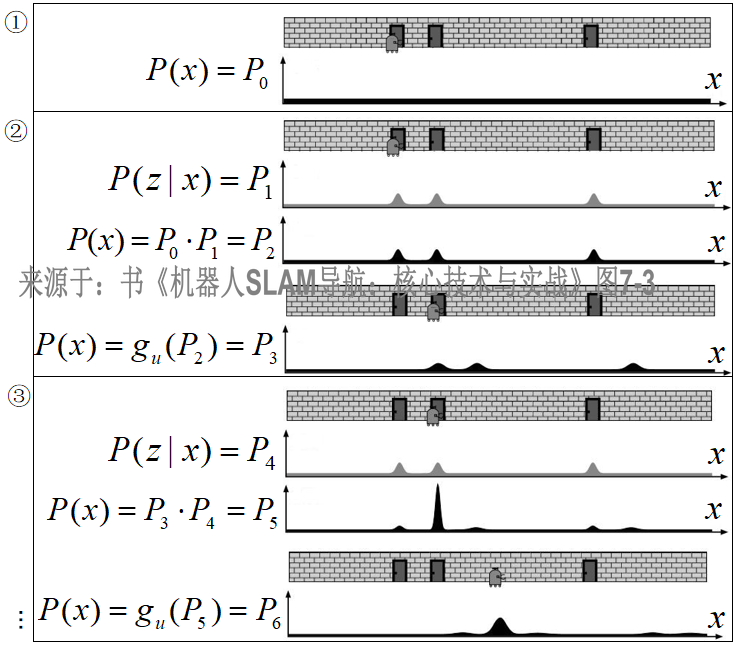 ①
P(x) = P₀
x
②
P(z | x) = P₁
x
P(x) = P₀ · P₁ = P₂
x
来源于：书《机器人SLAM导航：核心技术与实战》图7-3
P(x) = gᵤ(P₂) = P₃
x
③
P(z | x) = P₄
x
P(x) = P₃ · P₄ = P₅
x
⋮ P(x) = gᵤ(P₅) = P₆
x